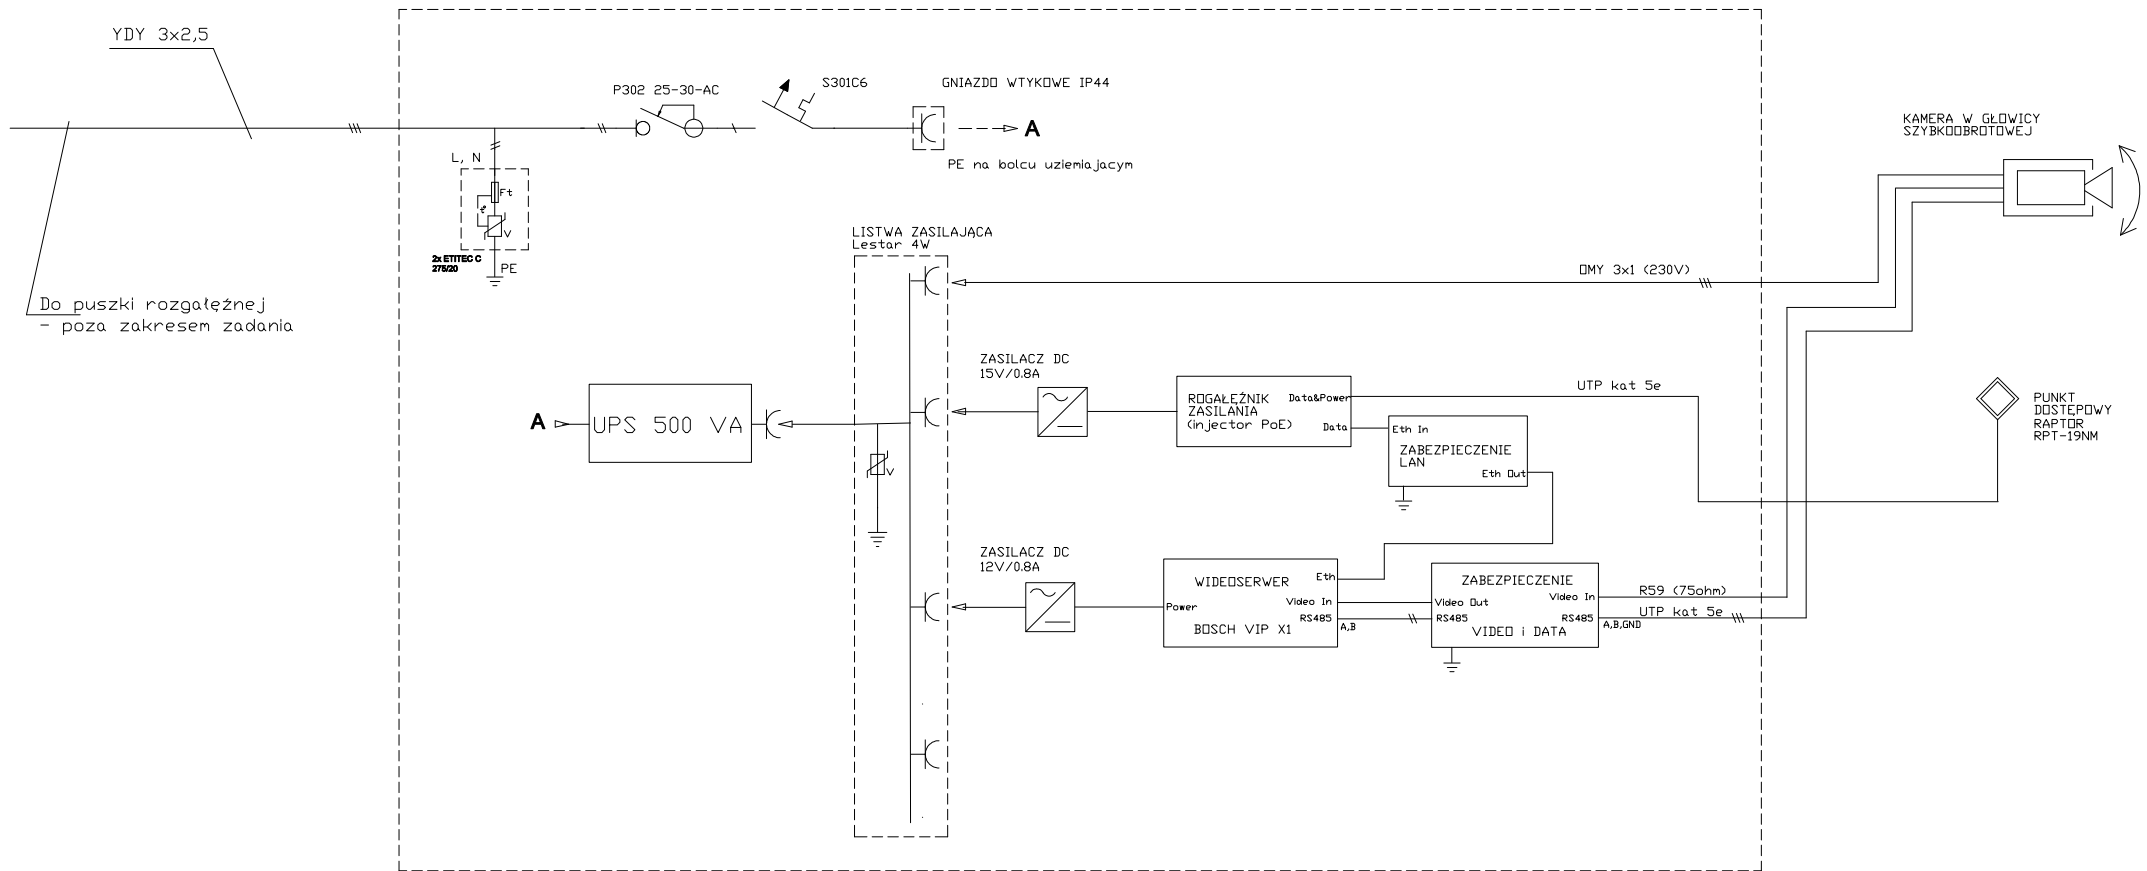 YDY 3x2,5
P302 25-30-AC
S301C6
GNIAZDO WTYKOWE IP44
A
PE na bolcu uziemiajacym
L, N
Ft
t°
V
2x ETITEC C
275/20
PE
Do puszki rozgałęźnej
- poza zakresem zadania
KAMERA W GŁOWICY
SZYBKOOBROTOWEJ
LISTWA ZASILAJĄCA
Lestar 4W
OMY 3x1 (230V)
ZASILACZ DC
15V/0.8A
A
UPS 500 VA
V
ROGAŁĘŹNIK
ZASILANIA
(injector PoE)
Data&Power
Data
UTP kat 5e
Eth In
ZABEZPIECZENIE
LAN
Eth Out
PUNKT
DOSTĘPOWY
RAPTOR
RPT-19NM
ZASILACZ DC
12V/0.8A
WIDEOSERWER
Eth
Power
Video In
RS485
BOSCH VIP X1
A,B
ZABEZPIECZENIE
Video In
Video Out
RS485
RS485
VIDEO i DATA
A,B,GND
R59 (75ohm)
UTP kat 5e